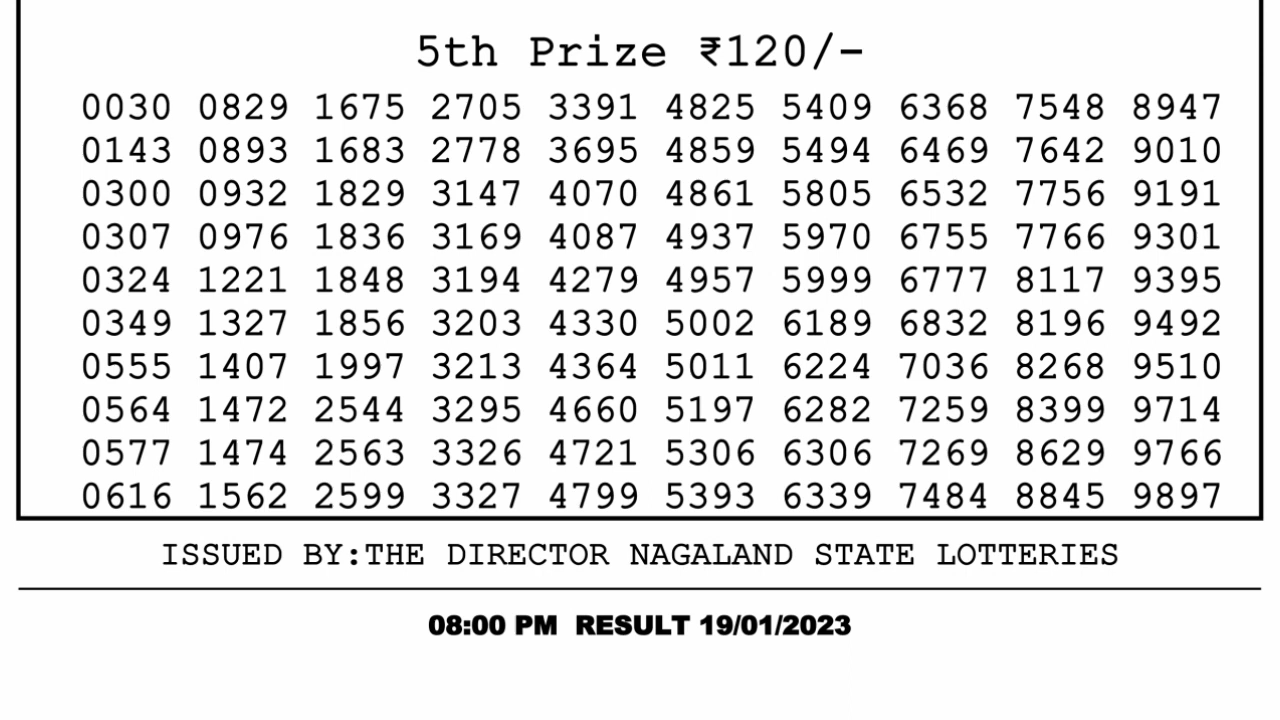 5th Prize ₹120/-
0030 0829 1675 2705 3391 4825 5409 6368 7548 8947
0143 0893 1683 2778 3695 4859 5494 6469 7642 9010
0300 0932 1829 3147 4070 4861 5805 6532 7756 9191
0307 0976 1836 3169 4087 4937 5970 6755 7766 9301
0324 1221 1848 3194 4279 4957 5999 6777 8117 9395
0349 1327 1856 3203 4330 5002 6189 6832 8196 9492
0555 1407 1997 3213 4364 5011 6224 7036 8268 9510
0564 1472 2544 3295 4660 5197 6282 7259 8399 9714
0577 1474 2563 3326 4721 5306 6306 7269 8629 9766
0616 1562 2599 3327 4799 5393 6339 7484 8845 9897
ISSUED BY:THE DIRECTOR NAGALAND STATE LOTTERIES
08:00 PM RESULT 19/01/2023